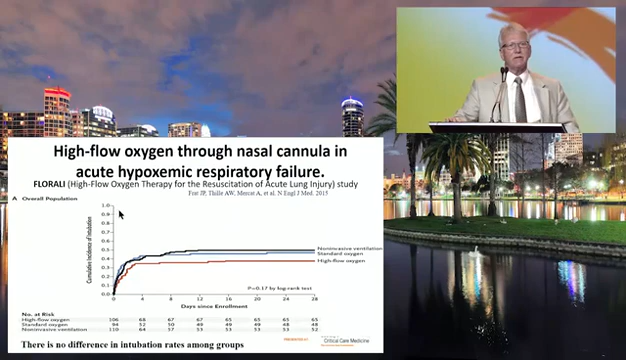 High-flow oxygen through nasal cannula in
acute hypoxemic respiratory failure.
FLORALI (High-Flow Oxygen Therapy for the Resuscitation of Acute Lung Injury) study
Frat JP, Thille AW, Mercat A, et al. N Engl J Med. 2015
A Overall Population
Cumulative Incidence of Intubation
1.0
0.9
0.8
0.7
0.6
0.5
0.4
0.3
0.2
0.1
0.0
Noninvasive ventilation
Standard oxygen
High-flow oxygen
P=0.17 by log-rank test
0 4 8 12 16 20 24 28
Days since Enrollment
No. at Risk
High-flow oxygen 106 68 67 67 65 65 65 65
Standard oxygen 94 52 50 49 49 49 48 48
Noninvasive ventilation 110 64 57 53 53 53 53 52
There is no difference in intubation rates among groups
Critical Care Medicine